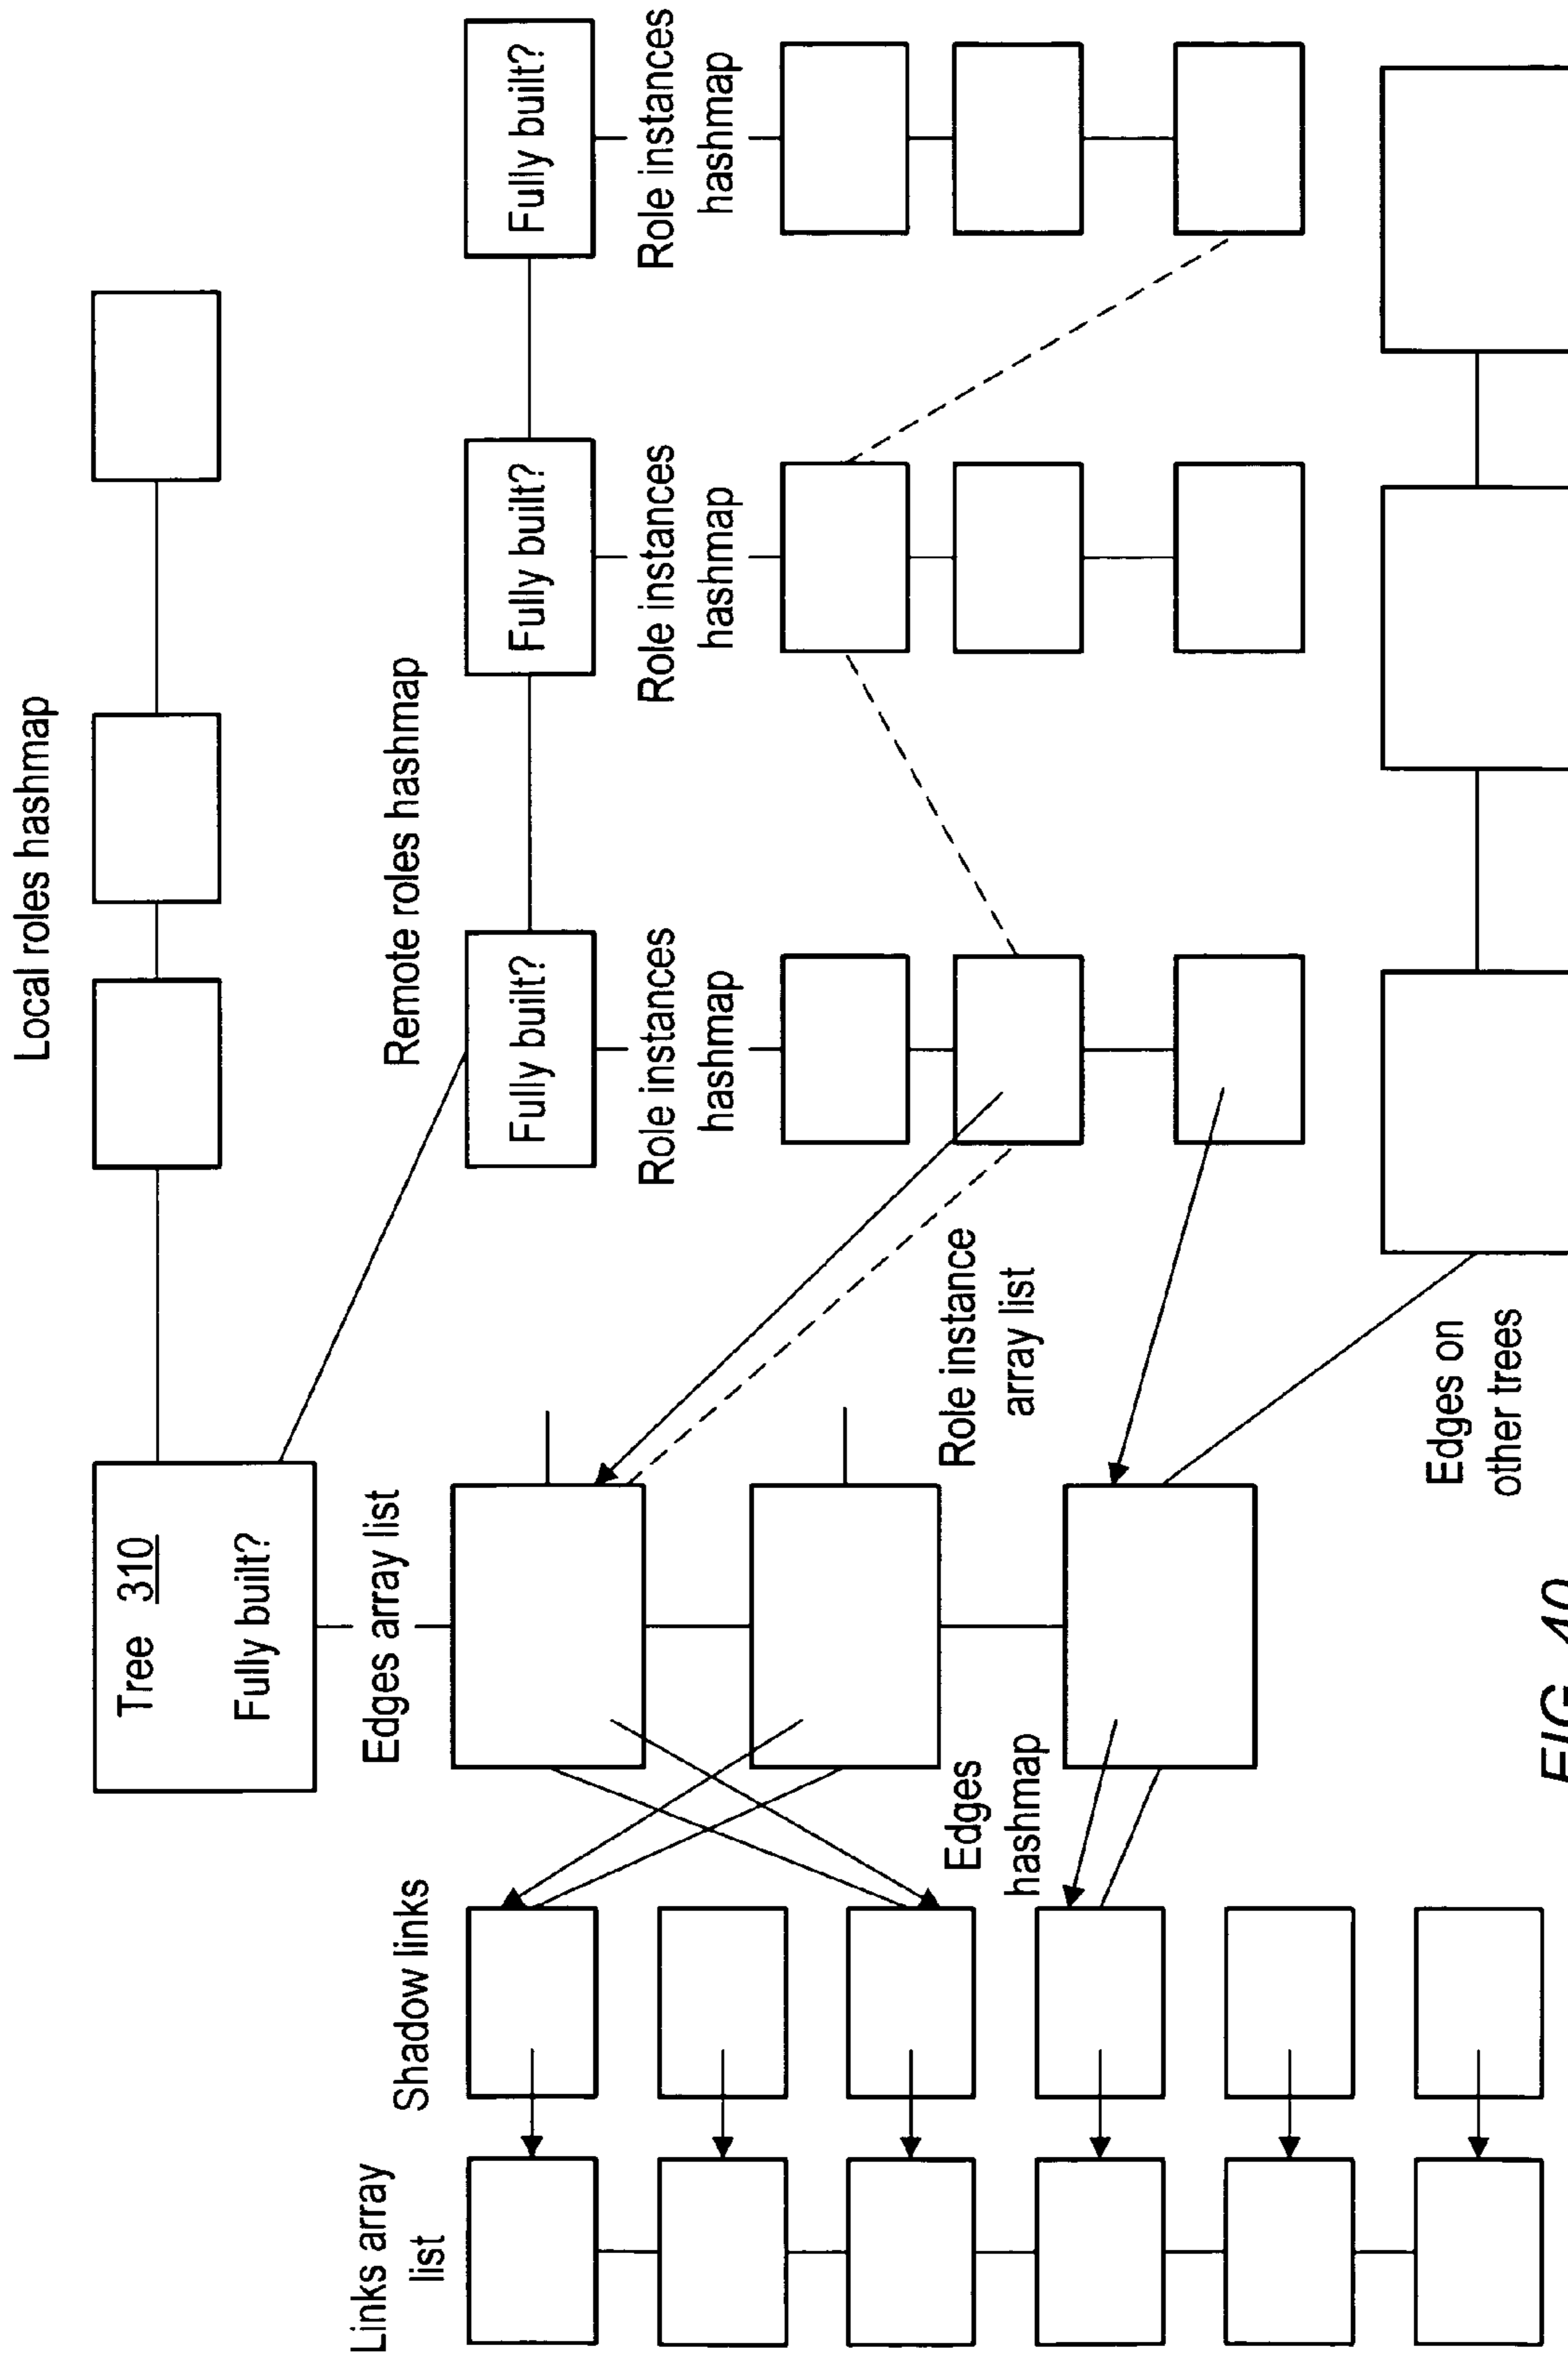 Local roles hashmap
Tree 310
Fully built?
Remote roles hashmap
Links array
list
Shadow links
Edges array list
Fully built?
Fully built?
Fully built?
Role instances
hashmap
Role instances
hashmap
Role instances
hashmap
Edges
hashmap
Role instance
array list
Edges on
other trees
FIG. 40